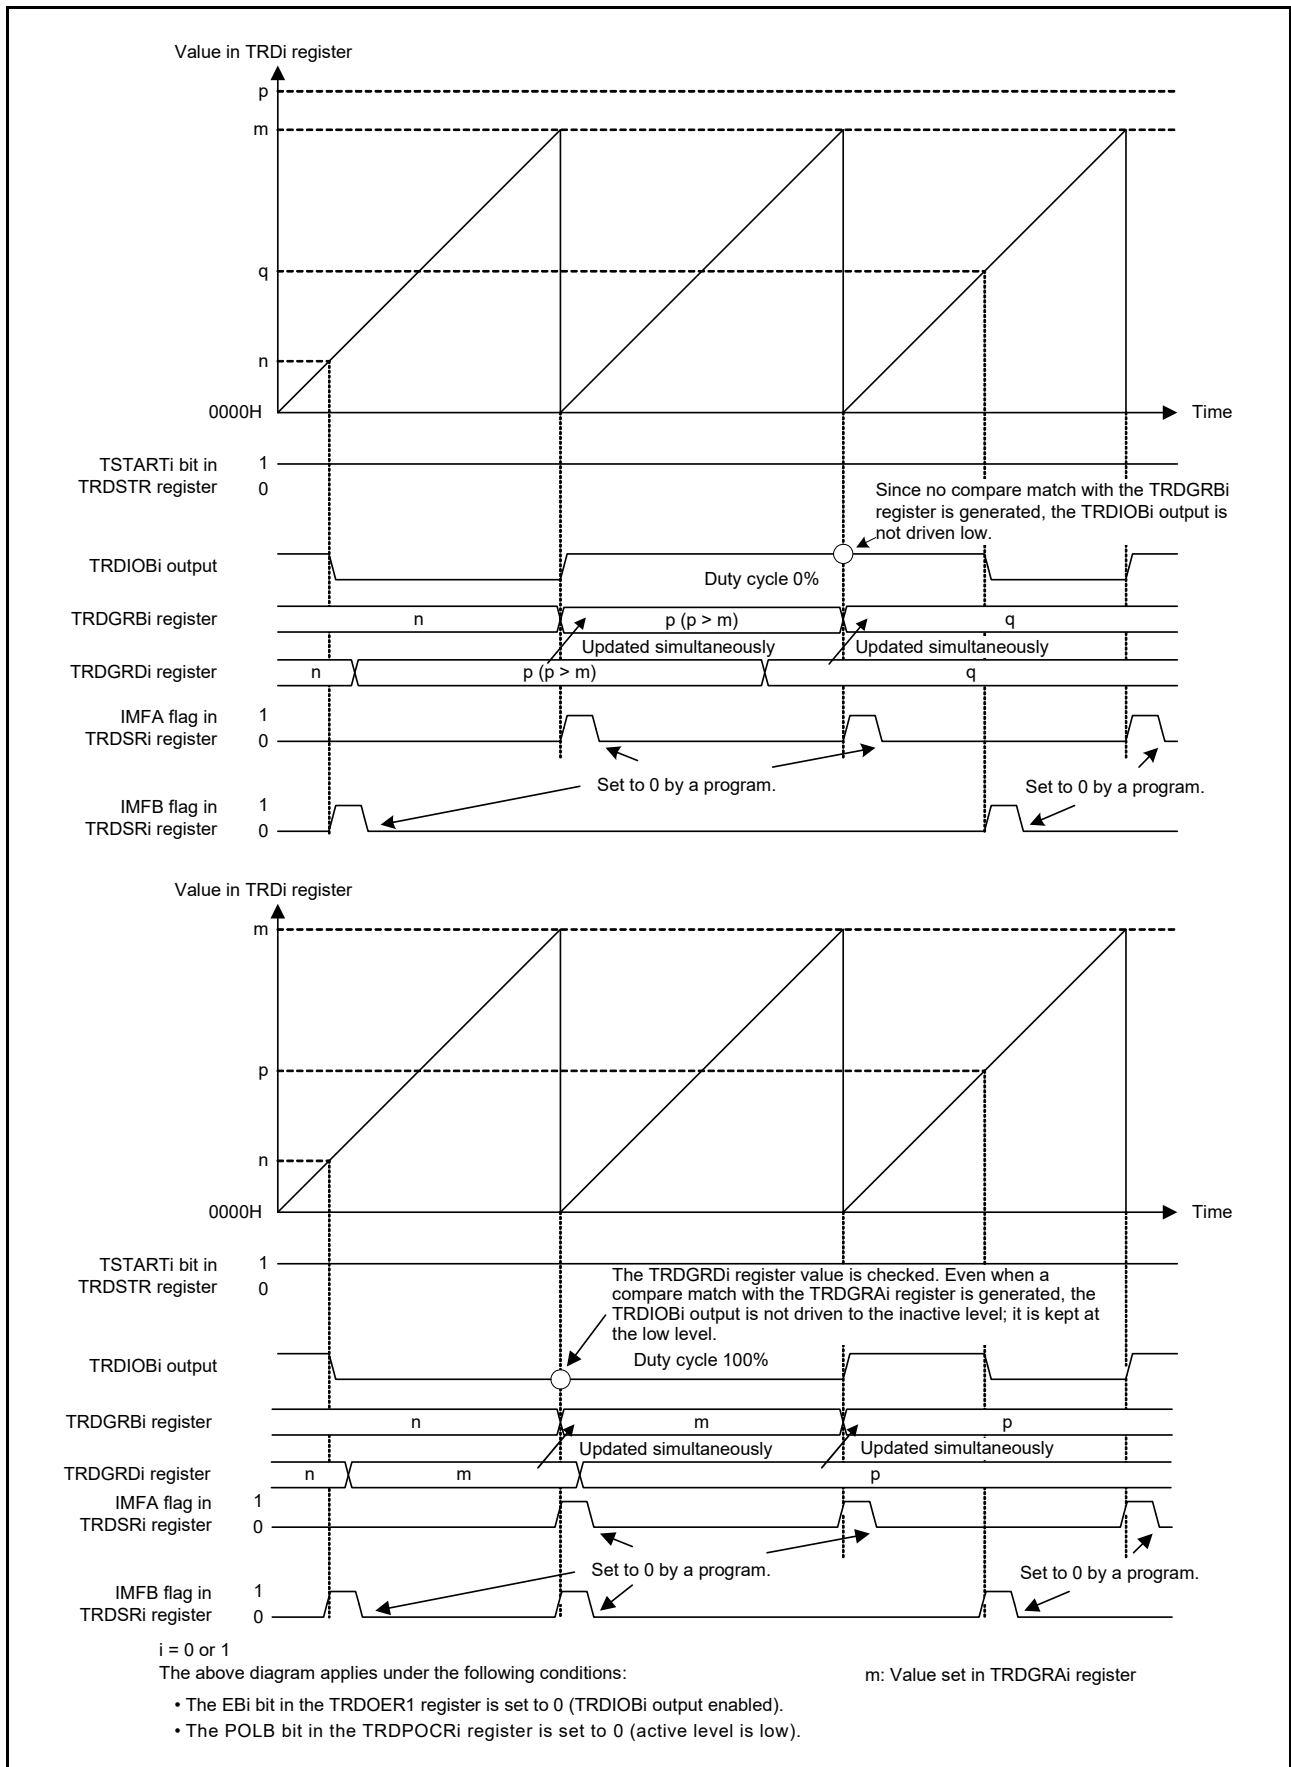 Value in TRDi register
p
m
q
n
0000H
Time
TSTARTi bit in
TRDSTR register
1
0
Since no compare match with the TRDGRBi
register is generated, the TRDIOBi output is
not driven low.
TRDIOBi output
Duty cycle 0%
TRDGRBi register
n
p (p > m)
q
Updated simultaneously
Updated simultaneously
TRDGRDi register
n
p (p > m)
q
IMFA flag in
TRDSRi register
1
0
Set to 0 by a program.
Set to 0 by a program.
IMFB flag in
TRDSRi register
1
0
Value in TRDi register
m
p
n
0000H
Time
TSTARTi bit in
TRDSTR register
1
0
The TRDGRDi register value is checked. Even when a
compare match with the TRDGRAi register is generated, the
TRDIOBi output is not driven to the inactive level; it is kept at
the low level.
TRDIOBi output
Duty cycle 100%
TRDGRBi register
n
m
p
Updated simultaneously
Updated simultaneously
TRDGRDi register
n
m
p
IMFA flag in
TRDSRi register
1
0
Set to 0 by a program.
Set to 0 by a program.
IMFB flag in
TRDSRi register
1
0
i = 0 or 1
The above diagram applies under the following conditions:
m: Value set in TRDGRAi register
• The EBi bit in the TRDOER1 register is set to 0 (TRDIOBi output enabled).
• The POLB bit in the TRDPOCRi register is set to 0 (active level is low).